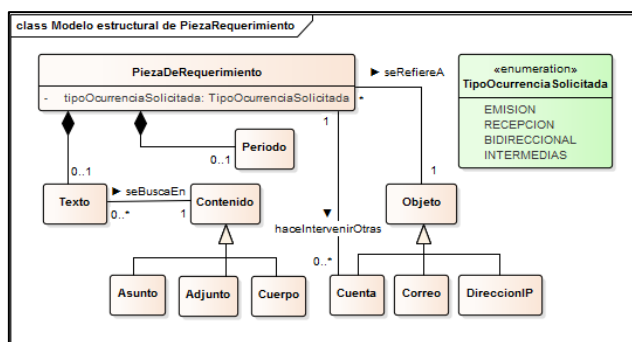 class Modelo estructural de PiezaRequerimiento
PiezaDeRequerimiento
- tipoOcurrenciaSolicitada: TipoOcurrenciaSolicitada
► seRefiereA
*
1
«enumeration»
TipoOcurrenciaSolicitada
EMISION
RECEPCION
BIDIRECCIONAL
INTERMEDIAS
Periodo
0..1
0..1
1
Texto
► seBuscaEn
0..*
1
Contenido
Objeto
▼
haceIntervenirOtras
0..*
Asunto
Adjunto
Cuerpo
Cuenta
Correo
DireccionIP